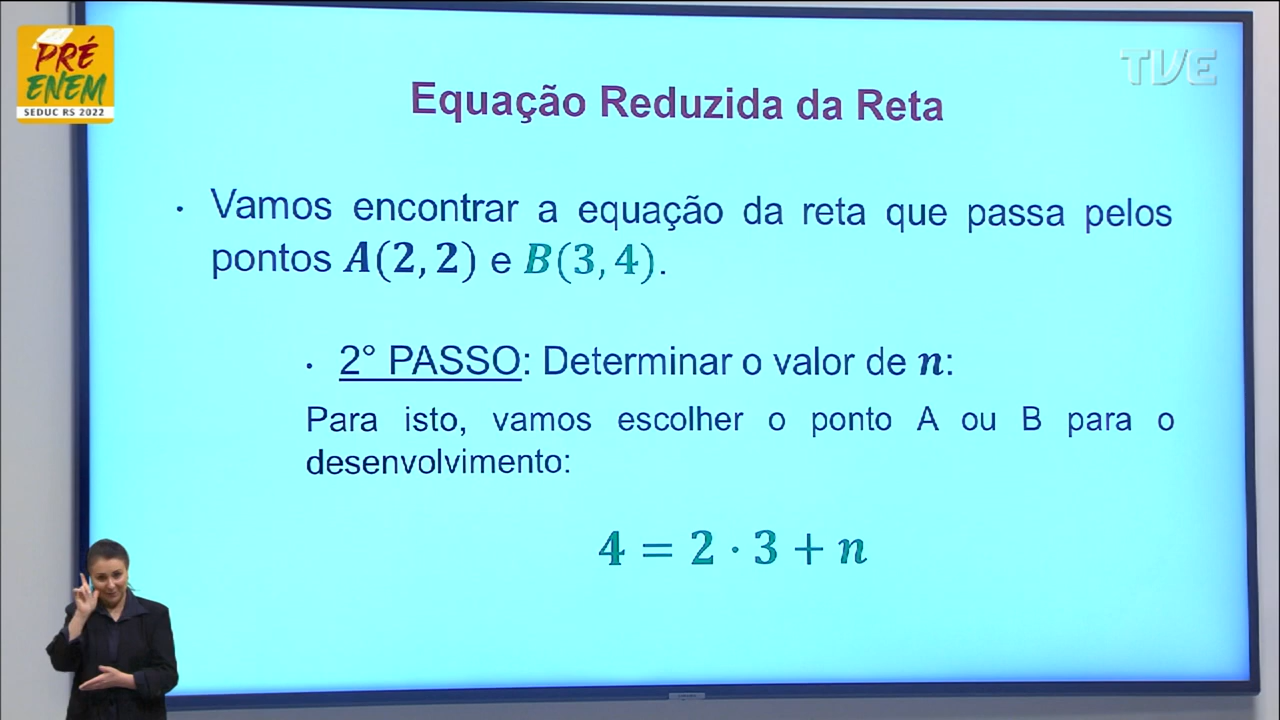 PRÉ
ENEM
SEDUC RS 2022
TVE
Equação Reduzida da Reta
• Vamos encontrar a equação da reta que passa pelos
pontos A(2,2) e B(3,4).
• 2° PASSO: Determinar o valor de n:
Para isto, vamos escolher o ponto A ou B para o
desenvolvimento:
4 = 2 · 3 + n